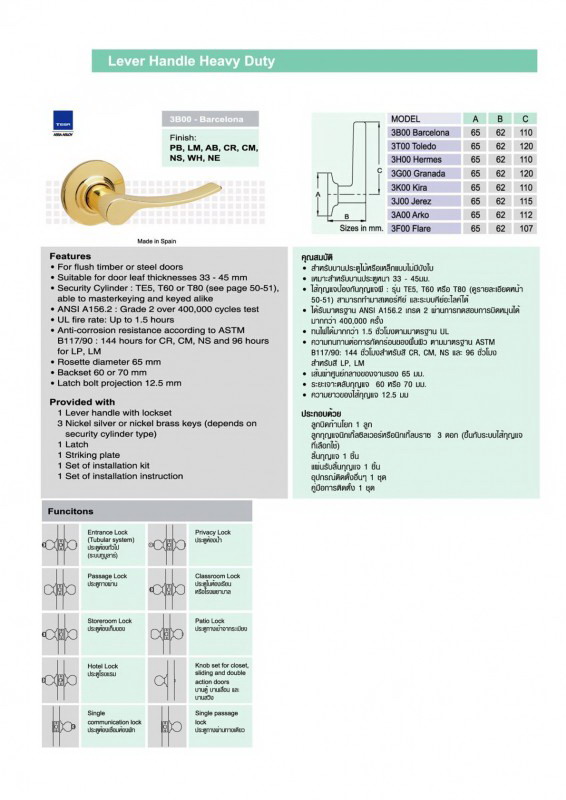 Lever Handle Heavy Duty
TESA
ASSA ABLOY
3B00 - Barcelona
Finish:
PB, LM, AB, CR, CM,
NS, WH, NE
Made in Spain
A
B
C
Sizes in mm.
MODEL A B C
3B00 Barcelona 65 62 110
3T00 Toledo 65 62 120
3H00 Hermes 65 62 110
3G00 Granada 65 62 120
3K00 Kira 65 62 110
3J00 Jerez 65 62 115
3A00 Arko 65 62 112
3F00 Flare 65 62 107
Features
• For flush timber or steel doors
• Suitable for door leaf thicknesses 33 - 45 mm
• Security Cylinder : TE5, T60 or T80 (see page 50-51),
able to masterkeying and keyed alike
• ANSI A156.2 : Grade 2 over 400,000 cycles test
• UL fire rate: Up to 1.5 hours
• Anti-corrosion resistance according to ASTM
B117/90 : 144 hours for CR, CM, NS and 96 hours
for LP, LM
• Rosette diameter 65 mm
• Backset 60 or 70 mm
• Latch bolt projection 12.5 mm
Provided with
1 Lever handle with lockset
3 Nickel silver or nickel brass keys (depends on
security cylinder type)
1 Latch
1 Striking plate
1 Set of installation kit
1 Set of installation instruction
คุณสมบัติ
• สำหรับบานประตูไม้หรือเหล็กแบบไม่มีบังใบ
• เหมาะสำหรับบานประตูหนา 33 - 45มม.
• ไส้กุญแจป้องกันกุญแจผี : รุ่น TE5, T60 หรือ T80 (ดูรายละเอียดหน้า
50-51) สามารถทำมาสเตอร์คีย์ และระบบคีย์อะไลค์ได้
• ได้รับมาตรฐาน ANSI A156.2 เกรด 2 ผ่านการทดสอบการปิดหมุนได้
มากกว่า 400,000 ครั้ง
• ทนไฟได้มากกว่า 1.5 ชั่วโมงตามมาตรฐาน UL
• ความทนทานต่อการกัดกร่อนของพื้นผิว ตามมาตรฐาน ASTM
B117/90: 144 ชั่วโมงสำหรับสี CR, CM, NS และ 96 ชั่วโมง
สำหรับสี LP, LM
• เส้นผ่าศูนย์กลางของจานรอง 65 มม.
• ระยะเจาะตลับกุญแจ 60 หรือ 70 มม.
• ความยาวของไส้กุญแจ 12.5 มม
ประกอบด้วย
ลูกบิดก้านโยก 1 ลูก
ลูกกุญแจนิกเกิ้ลซิลเวอร์หรือนิกเกิ้ลบราช 3 ดอก (ขึ้นกับระบบไส้กุญแจ
ที่เลือกใช้)
ลิ้นกุญแจ 1 ชิ้น
แผ่นรับลิ้นกุญแจ 1 ชิ้น
อุปกรณ์ติดตั้งอื่นๆ 1 ชุด
คู่มือการติดตั้ง 1 ชุด
Funcitons
Entrance Lock
(Tubular system)
ประตูห้องทั่วไป
(ระบบทูบูลาร์)
Privacy Lock
ประตูห้องน้ำ
Passage Lock
ประตูทางผ่าน
Classroom Lock
ประตูในห้องเรียน
หรือโรงพยาบาล
Storeroom Lock
ประตูห้องเก็บของ
Patio Lock
ประตูทางเข้าจากระเบียง
Hotel Lock
ประตูโรงแรม
Knob set for closet,
sliding and double
action doors
บานตู้ บานเลื่อน และ
บานสวิง
Single
communication lock
ประตูห้องเชื่อมห้องพัก
Single passage
lock
ประตูทางผ่านทางเดียว